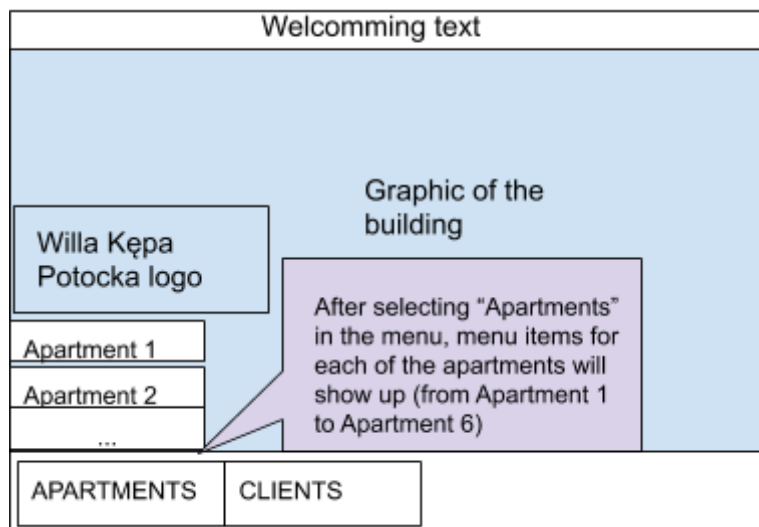 Welcomming text
Graphic of the
building
Willa Kępa
Potocka logo
After selecting “Apartments”
in the menu, menu items for
each of the apartments will
show up (from Apartment 1
to Apartment 6)
Apartment 1
Apartment 2
...
APARTMENTS
CLIENTS